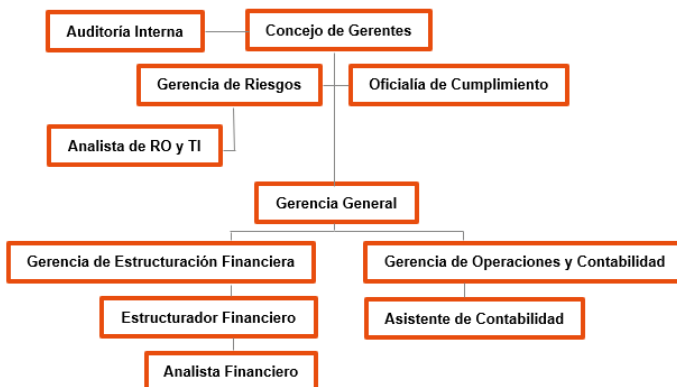 Auditoría Interna
Concejo de Gerentes
Gerencia de Riesgos
Oficialía de Cumplimiento
Analista de RO y TI
Gerencia General
Gerencia de Estructuración Financiera
Gerencia de Operaciones y Contabilidad
Estructurador Financiero
Asistente de Contabilidad
Analista Financiero